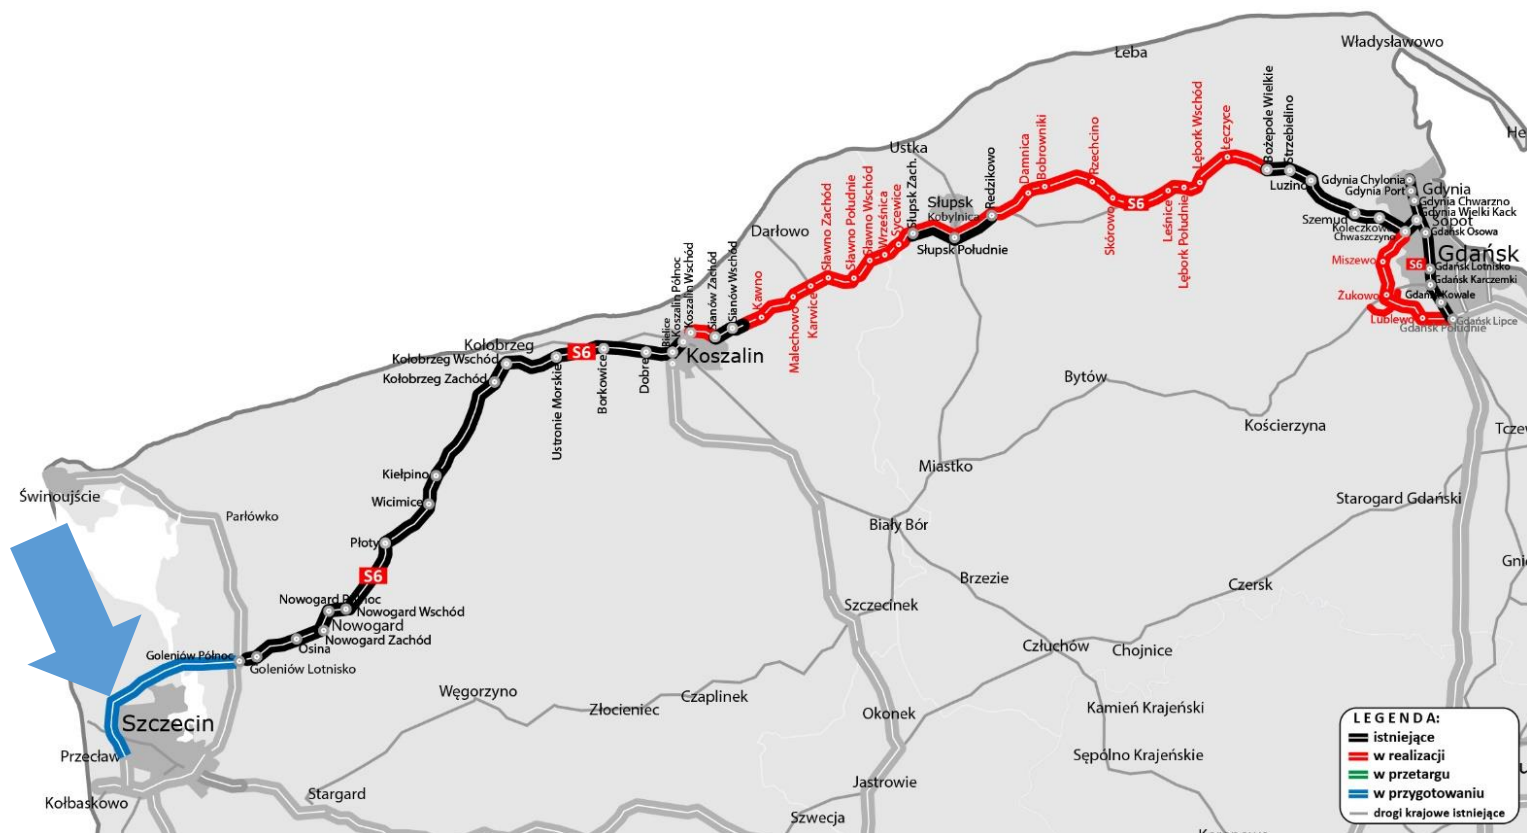 Władysławowo
Łeba
He
Ustka
Słupsk
Kobylnica
Darłowo
Damnica
Bobrowniki
Rzechcino
Skórowo
S6
Leśnice
Lębork Południe
Lębork Wschód
Łęczyce
Bożepole Wielkie
Strzebielino
Luzino
Szemud
Koleczkowo
Chwaszczyno
Gdynia Chylonia
Gdynia Port
Gdynia
Gdynia Chwarzno
Gdynia Wielki Kack
Sopot
Gdańsk Osowa
Gdańsk
Miszewo
S6
Gdańsk Lotnisko
Gdańsk Karczemki
Żukowo
Gdańsk Kowale
Lublewo
Gdańsk Lipce
Gdańsk Południe
Redzikowo
Słupsk Południe
Słupsk Zach.
Sycewice
Wrześnica
Sławno Wschód
Sławno Południe
Sławno Zachód
Karwice
Malechowo
Kawno
Sianów Wschód
Sianów Zachód
Koszalin Wschód
Koszalin Północ
Bielice
Koszalin
Dobre
Borkowice
S6
Ustronie Morskie
Kołobrzeg
Kołobrzeg Wschód
Kołobrzeg Zachód
Bytów
Kościerzyna
Tczew
Miastko
Starogard Gdański
Kiełpino
Wicimice
Świnoujście
Parłówko
Biały Bór
Płoty
S6
Gnie
Brzezie
Czersk
Szczecinek
Nowogard Północ
Nowogard Wschód
Nowogard
Nowogard Zachód
Osina
Goleniów Północ
Goleniów Lotnisko
Człuchów
Chojnice
Węgorzyno
Czaplinek
Złocieniec
Okonek
Kamień Krajeński
Szczecin
Przecław
Sępólno Krajeńskie
Jastrowie
Kołbaskowo
Stargard
Szwecja
LEGENDA:
istniejące
w realizacji
w przetargu
w przygotowaniu
drogi krajowe istniejące